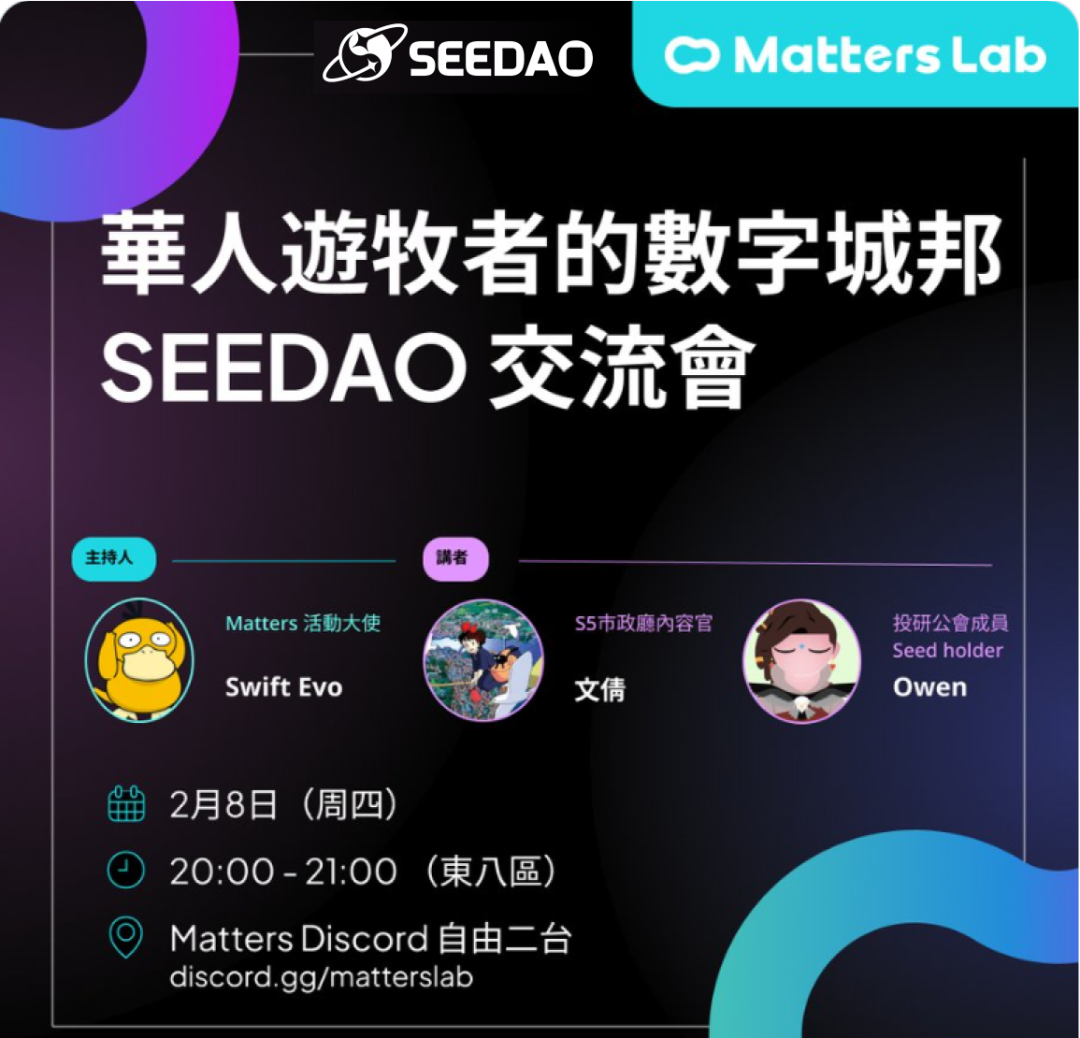 SEEDAO
Matters Lab
華人遊牧者的數字城邦
SEEDAO 交流會
主持人
Matters 活動大使
Swift Evo
講者
S5市政廳內容官
文倩
投研公會成員
Seed holder
Owen
2月8日（周四）
20:00 - 21:00 （東八區）
Matters Discord 自由二台
discord.gg/matterslab